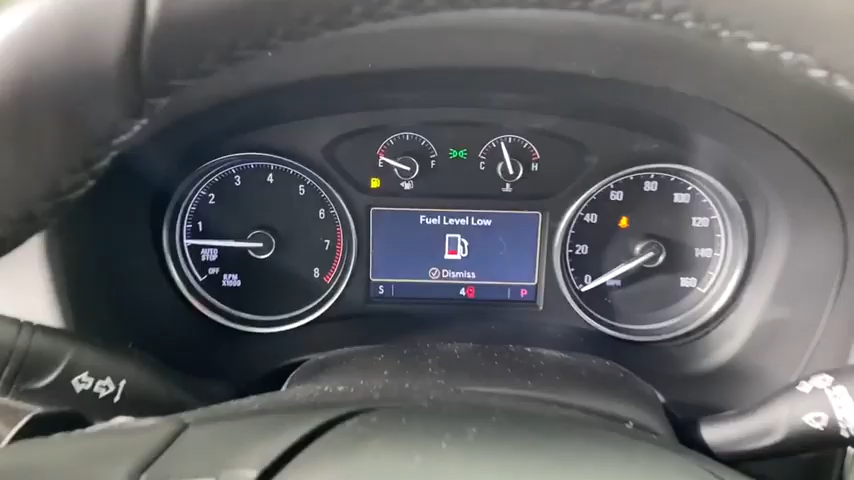 1 2 3 4 5 6 7 8
AUTO
STOP
OFF
RPM
X1000
E F
C H
Fuel Level Low
Dismiss
S 4 P
0 20 40 60 80 100 120 140 160
MPH